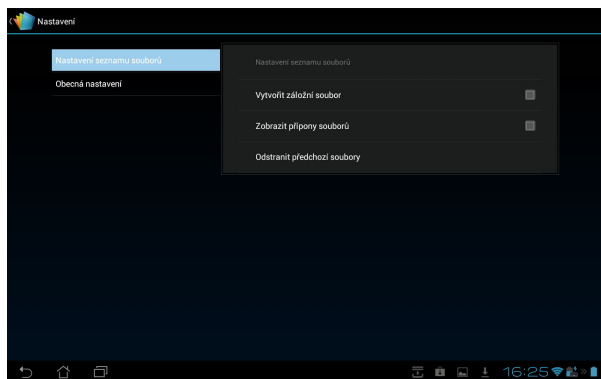 Nastavení
Nastavení seznamu souborů
Obecná nastavení
Nastavení seznamu souborů
Vytvořit záložní soubor
Zobrazit přípony souborů
Odstranit předchozí soubory
16:25